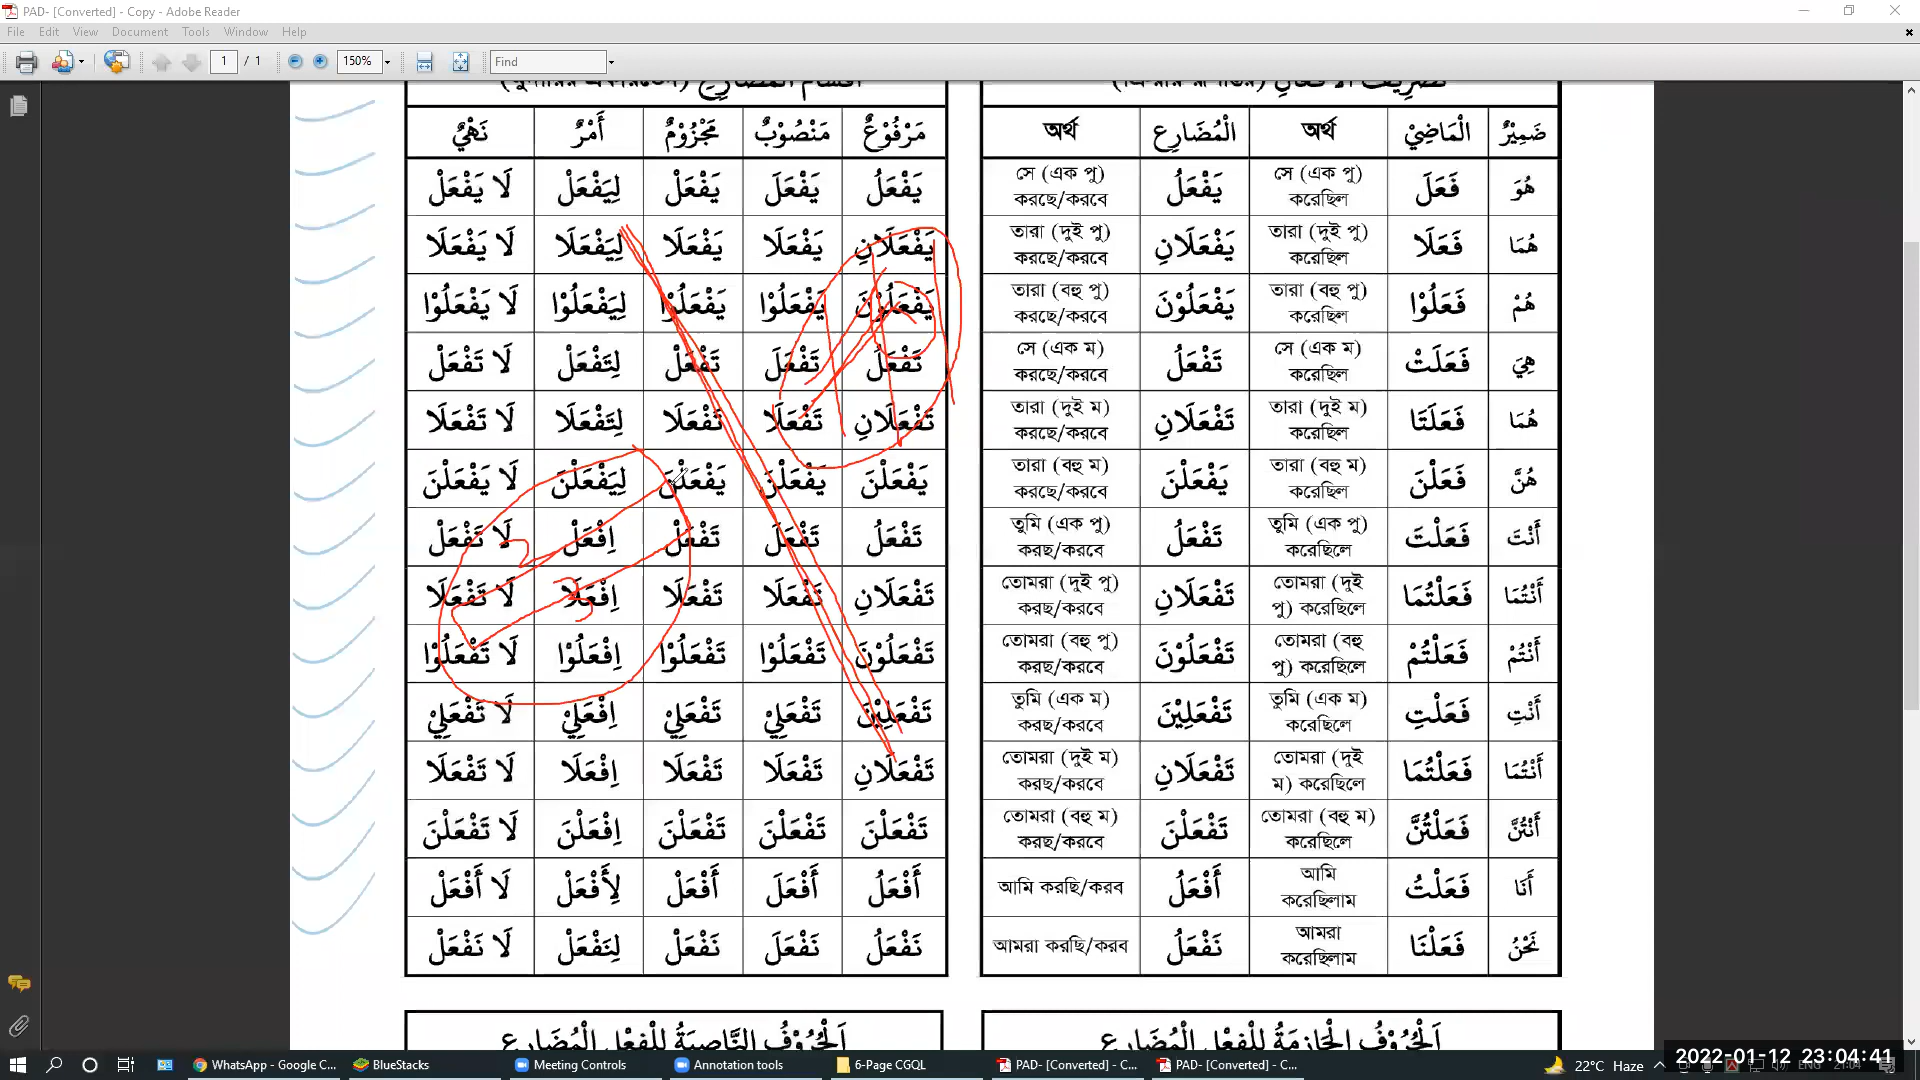 PAD- [Converted] - Copy - Adobe Reader
File Edit View Document Tools Window Help
1 / 1 150% Find
ضَمِيْرٌ الْمَاضِيْ অর্থ الْمُضَارِع অর্থ
هُوَ فَعَلَ সে (এক পু) করেছিল يَفْعَلُ সে (এক পু) করছে/করবে
هُمَا فَعَلَا তারা (দুই পু) করেছিল يَفْعَلَانِ তারা (দুই পু) করছে/করবে
هُمْ فَعَلُوْا তারা (বহু পু) করেছিল يَفْعَلُوْنَ তারা (বহু পু) করছে/করবে
هِيَ فَعَلَتْ সে (এক ম) করেছিল تَفْعَلُ সে (এক ম) করছে/করবে
هُمَا فَعَلَتَا তারা (দুই ম) করেছিল تَفْعَلَانِ তারা (দুই ম) করছে/করবে
هُنَّ فَعَلْنَ তারা (বহু ম) করেছিল يَفْعَلْنَ তারা (বহু ম) করছে/করবে
أَنْتَ فَعَلْتَ তুমি (এক পু) করেছিলে تَفْعَلُ তুমি (এক পু) করছ/করবে
أَنْتُمَا فَعَلْتُمَا তোমরা (দুই পু) করেছিলে تَفْعَلَانِ তোমরা (দুই পু) করছ/করবে
أَنْتُمْ فَعَلْتُمْ তোমরা (বহু পু) করেছিলে تَفْعَلُوْنَ তোমরা (বহু পু) করছ/করবে
أَنْتِ فَعَلْتِ তুমি (এক ম) করেছিলে تَفْعَلِيْنَ তুমি (এক ম) করছ/করবে
أَنْتُمَا فَعَلْتُمَا তোমরা (দুই ম) করেছিলে تَفْعَلَانِ তোমরা (দুই ম) করছ/করবে
أَنْتُنَّ فَعَلْتُنَّ তোমরা (বহু ম) করেছিলে تَفْعَلْنَ তোমরা (বহু ম) করছ/করবে
أَنَا فَعَلْتُ আমি করেছিলাম أَفْعَلُ আমি করছি/করব
نَحْنُ فَعَلْنَا আমরা করেছিলাম نَفْعَلُ আমরা করছি/করব
مَرْفُوْعٌ مَنْصُوْبٌ مَجْزُوْمٌ أَمْرٌ نَهْيٌ
يَفْعَلُ يَفْعَلَ يَفْعَلْ لِيَفْعَلْ لَا يَفْعَلْ
يَفْعَلَانِ يَفْعَلَا يَفْعَلَا لِيَفْعَلَا لَا يَفْعَلَا
يَفْعَلُوْنَ يَفْعَلُوْا يَفْعَلُوْا لِيَفْعَلُوْا لَا يَفْعَلُوْا
تَفْعَلُ تَفْعَلَ تَفْعَلْ لِتَفْعَلْ لَا تَفْعَلْ
تَفْعَلَانِ تَفْعَلَا تَفْعَلَا لِتَفْعَلَا لَا تَفْعَلَا
يَفْعَلْنَ يَفْعَلْنَ يَفْعَلْنَ لِيَفْعَلْنَ لَا يَفْعَلْنَ
تَفْعَلُ تَفْعَلَ تَفْعَلْ اِفْعَلْ لَا تَفْعَلْ
تَفْعَلَانِ تَفْعَلَا تَفْعَلَا اِفْعَلَا لَا تَفْعَلَا
تَفْعَلُوْنَ تَفْعَلُوْا تَفْعَلُوْا اِفْعَلُوْا لَا تَفْعَلُوْا
تَفْعَلِيْنَ تَفْعَلِيْ تَفْعَلِيْ اِفْعَلِيْ لَا تَفْعَلِيْ
تَفْعَلَانِ تَفْعَلَا تَفْعَلَا اِفْعَلَا لَا تَفْعَلَا
تَفْعَلْنَ تَفْعَلْنَ تَفْعَلْنَ اِفْعَلْنَ لَا تَفْعَلْنَ
أَفْعَلُ أَفْعَلَ أَفْعَلْ لِأَفْعَلْ لَا أَفْعَلْ
نَفْعَلُ نَفْعَلَ نَفْعَلْ لِنَفْعَلْ لَا نَفْعَلْ
اَلْحُرُوْفُ الْجَازِمَةُ لِلْفِعْلِ الْمُضَارِعِ
اَلْحُرُوْفُ النَّاصِبَةُ لِلْفِعْلِ الْمُضَارِعِ
WhatsApp - Google C... BlueStacks Meeting Controls Annotation tools 6-Page CGQL PAD- [Converted] - C... PAD- [Converted] - C... 22°C Haze
2022-01-12 23:04:41